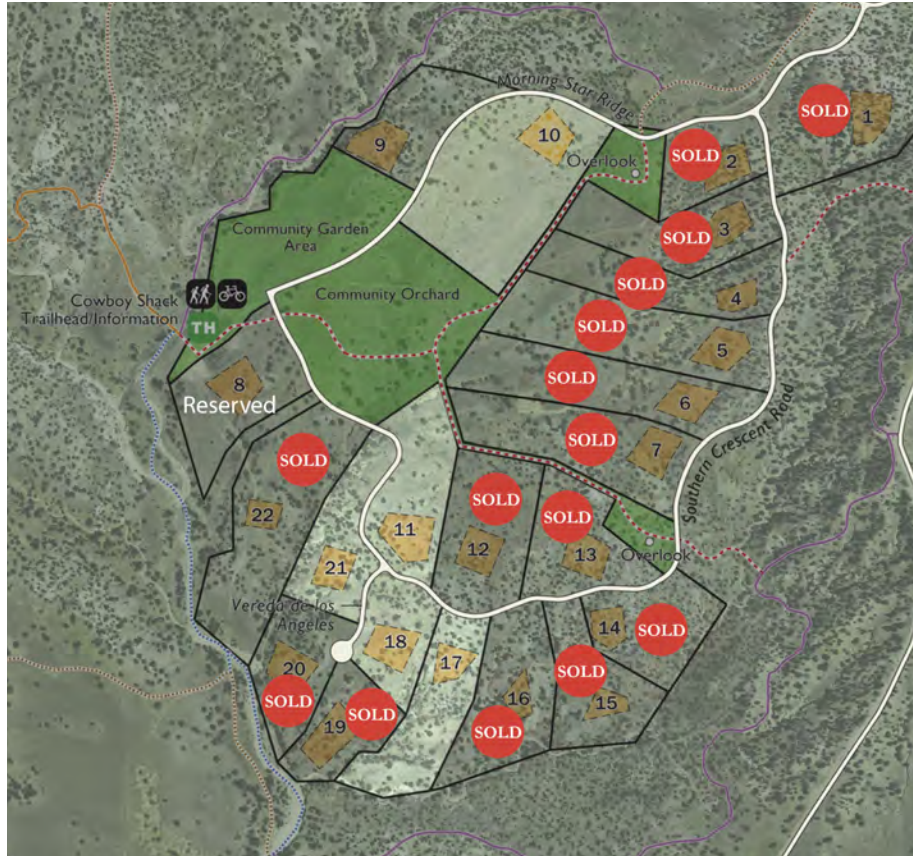 Morning Star Ridge
SOLD
1
10
9
Overlook
SOLD
2
SOLD
3
Community Garden
Area
SOLD
4
Community Orchard
Cowboy Shack
Trailhead/Information
TH
SOLD
5
SOLD
6
8
Reserved
SOLD
7
Southern Crescent Road
SOLD
22
SOLD
12
SOLD
13
Overlook
11
21
Vereda de los
Angeles
18
17
14
SOLD
20
SOLD
19
SOLD
16
SOLD
SOLD
15